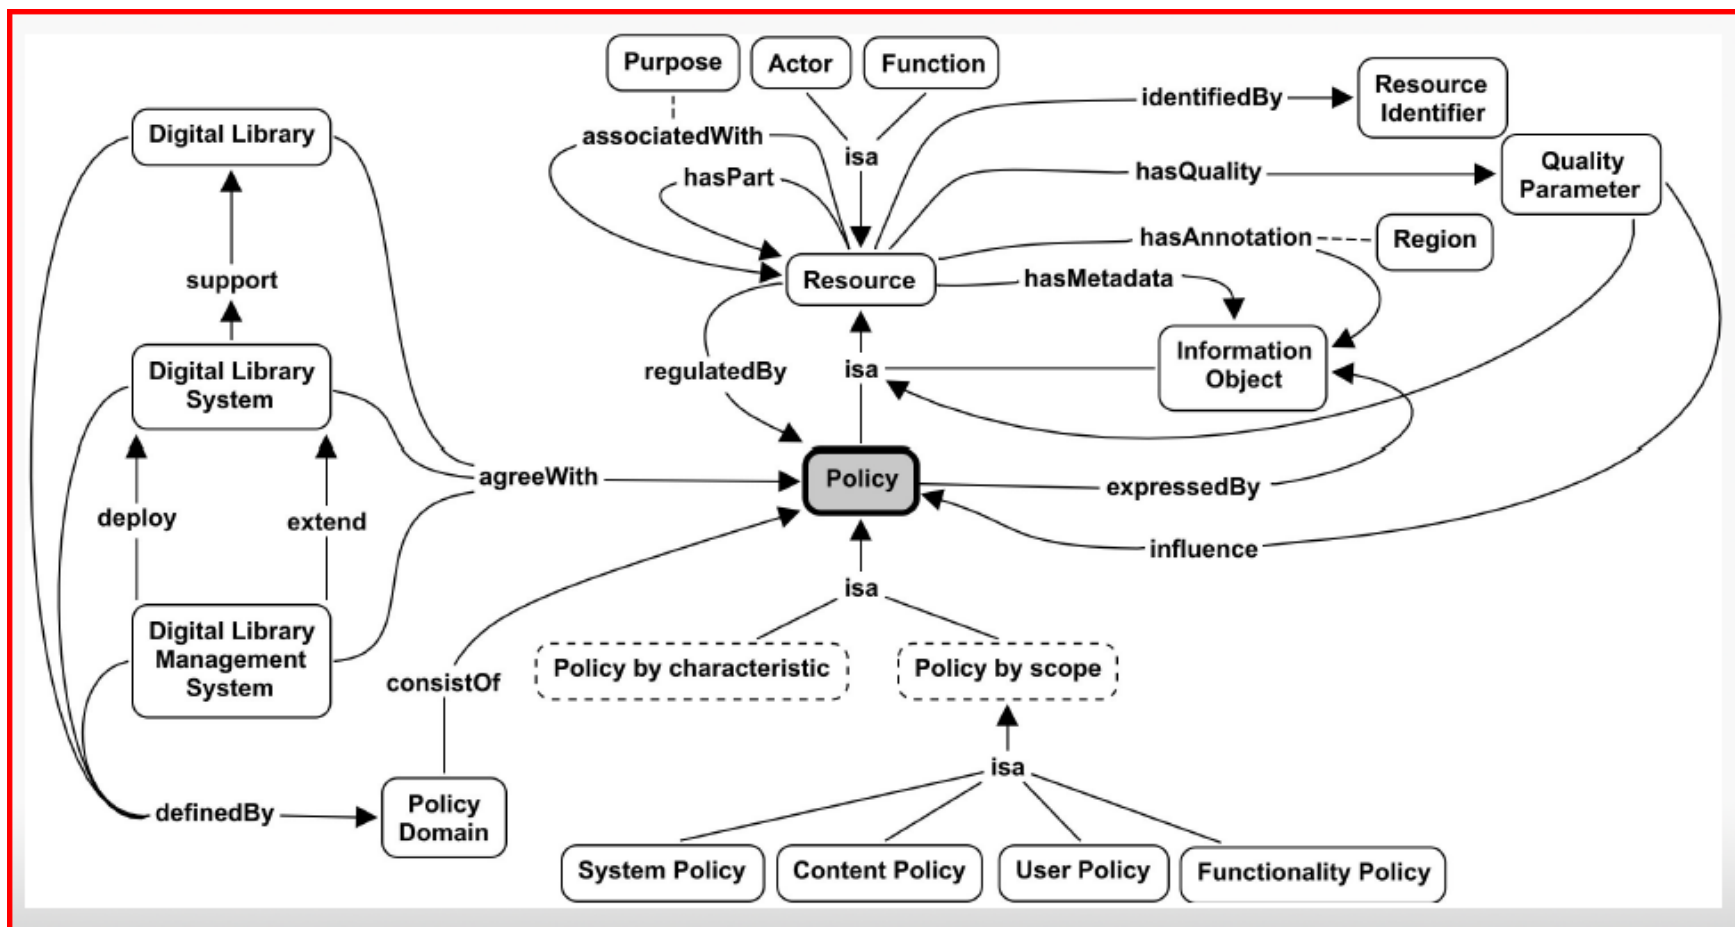 Purpose
Actor
Function
Resource
Identifier
identifiedBy
Digital Library
associatedWith
isa
hasPart
hasQuality
Quality
Parameter
hasAnnotation
Region
support
Resource
hasMetadata
Digital Library
System
regulatedBy
isa
Information
Object
agreeWith
Policy
expressedBy
deploy
extend
influence
isa
Digital Library
Management
System
consistOf
Policy by characteristic
Policy by scope
isa
definedBy
Policy
Domain
System Policy
Content Policy
User Policy
Functionality Policy